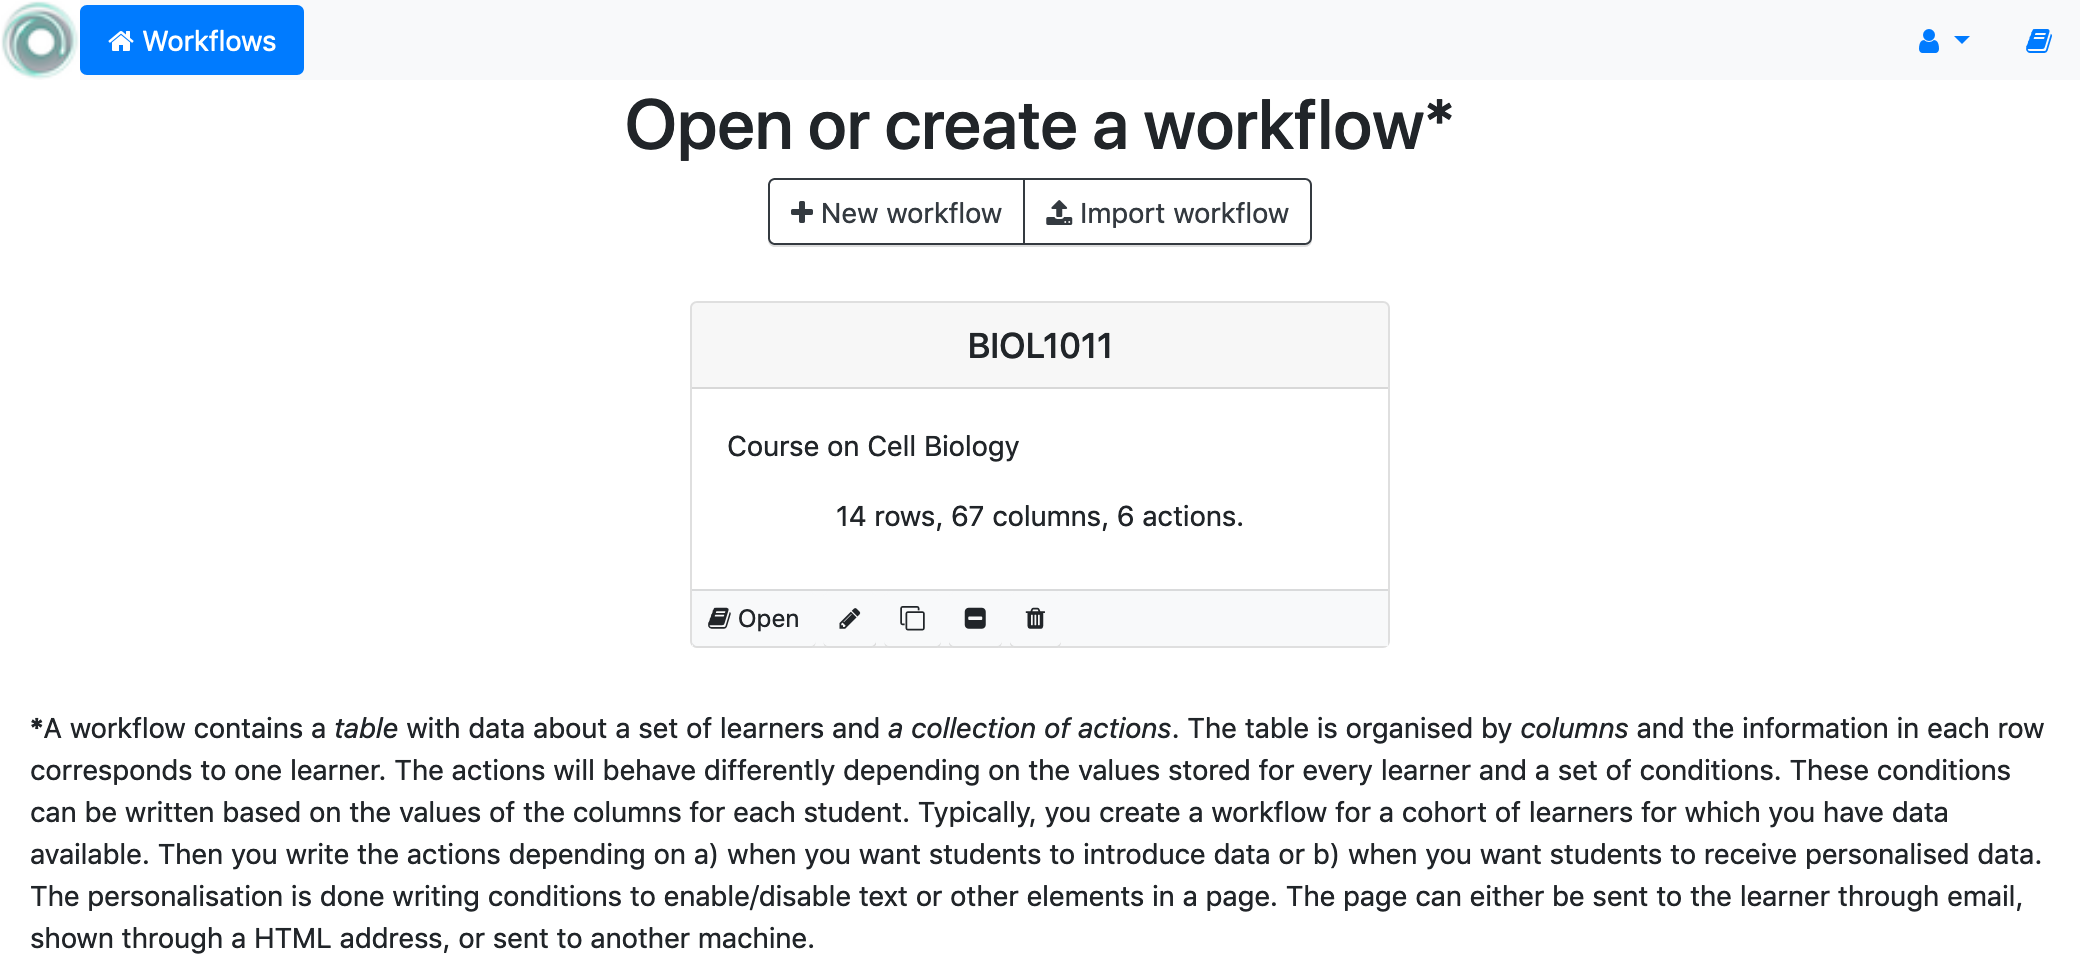 Workflows
Open or create a workflow*
New workflow
Import workflow
BIOL1011
Course on Cell Biology
14 rows, 67 columns, 6 actions.
Open
*A workflow contains a table with data about a set of learners and a collection of actions. The table is organised by columns and the information in each row
corresponds to one learner. The actions will behave differently depending on the values stored for every learner and a set of conditions. These conditions
can be written based on the values of the columns for each student. Typically, you create a workflow for a cohort of learners for which you have data
available. Then you write the actions depending on a) when you want students to introduce data or b) when you want students to receive personalised data.
The personalisation is done writing conditions to enable/disable text or other elements in a page. The page can either be sent to the learner through email,
shown through a HTML address, or sent to another machine.